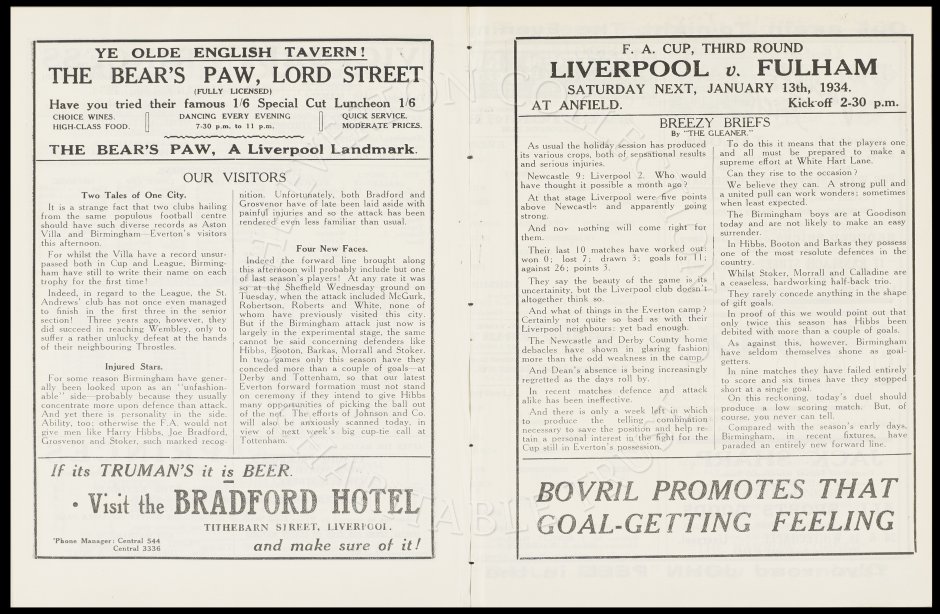 YE OLDE ENGLISH TAVERN!
THE BEAR'S PAW, LORD STREET
(FULLY LICENSED)
Have you tried their famous 1/6 Special Cut Luncheon 1/6
CHOICE WINES. DANCING EVERY EVENING QUICK SERVICE.
HIGH-CLASS FOOD. 7-30 p.m. to 11 p.m. MODERATE PRICES.
THE BEAR'S PAW, A Liverpool Landmark.
OUR VISITORS
Two Tales of One City.
It is a strange fact that two clubs hailing
from the same populous football centre
should have such diverse records as Aston
Villa and Birmingham—Everton's visitors
this afternoon.
For whilst the Villa have a record unsur-
passed both in Cup and League, Birming-
ham have still to write their name on each
trophy for the first time!
Indeed, in regard to the League, the St.
Andrews' club has not once even managed
to finish in the first three in the senior
section! Three years ago, however, they
did succeed in reaching Wembley, only to
suffer a rather unlucky defeat at the hands
of their neighbouring Throstles.
Injured Stars.
For some reason Birmingham have gener-
ally been looked upon as an "unfashion-
able" side—probably because they usually
concentrate more upon defence than attack.
And yet there is personality in the side.
Ability, too; otherwise the F.A. would not
give men like Harry Hibbs, Joe Bradford,
Grosvenor and Stoker, such marked recog-
nition. Unfortunately, both Bradford and
Grosvenor have of late been laid aside with
painful injuries and so the attack has been
rendered even less familiar than usual.
Four New Faces.
Indeed the forward line brought along
this afternoon will probably include but one
of last season's players! At any rate it was
so at the Sheffield Wednesday ground on
Tuesday, when the attack included McGurk,
Robertson, Roberts and White, none of
whom have previously visited this city.
But if the Birmingham attack just now is
largely in the experimental stage, the same
cannot be said concerning defenders like
Hibbs, Booton, Barkas, Morrall and Stoker.
In two games only this season have they
conceded more than a couple of goals—at
Derby and Tottenham, so that our latest
Everton forward formation must not stand
on ceremony if they intend to give Hibbs
many opportunities of picking the ball out
of the net. The efforts of Johnson and Co.
will also be anxiously scanned today, in
view of next week's big cup-tie call at
Tottenham.
If its TRUMAN'S it is BEER.
· Visit the BRADFORD HOTEL
TITHEBARN STREET, LIVERPOOL.
'Phone Manager: Central 544
Central 3336
and make sure of it!
F. A. CUP, THIRD ROUND
LIVERPOOL v. FULHAM
SATURDAY NEXT, JANUARY 13th, 1934.
AT ANFIELD. Kick-off 2-30 p.m.
BREEZY BRIEFS
By "THE GLEANER."
As usual the holiday session has produced
its various crops, both of sensational results
and serious injuries.
Newcastle 9; Liverpool 2. Who would
have thought it possible a month ago?
At that stage Liverpool were five points
above Newcastle and apparently going
strong.
And now nothing will come right for
them.
Their last 10 matches have worked out:
won 0; lost 7; drawn 3; goals for 11;
against 26; points 3.
They say the beauty of the game is its
uncertainty, but the Liverpool club doesn't
altogether think so.
And what of things in the Everton camp?
Certainly not quite so bad as with their
Liverpool neighbours; yet bad enough.
The Newcastle and Derby County home
debacles have shown in glaring fashion
more than the odd weakness in the camp.
And Dean's absence is being increasingly
regretted as the days roll by.
In recent matches defence and attack
alike has been ineffective.
And there is only a week left in which
to produce the telling combination
necessary to save the position and help re-
tain a personal interest in the fight for the
Cup still in Everton's possession.
To do this it means that the players one
and all must be prepared to make a
supreme effort at White Hart Lane.
Can they rise to the occasion?
We believe they can. A strong pull and
a united pull can work wonders; sometimes
when least expected.
The Birmingham boys are at Goodison
today and are not likely to make an easy
surrender.
In Hibbs, Booton and Barkas they possess
one of the most resolute defences in the
country.
Whilst Stoker, Morrall and Calladine are
a ceaseless, hardworking half-back trio.
They rarely concede anything in the shape
of gift goals.
In proof of this we would point out that
only twice this season has Hibbs been
debited with more than a couple of goals.
As against this, however, Birmingham
have seldom themselves shone as goal-
getters.
In nine matches they have failed entirely
to score and six times have they stopped
short at a single goal.
On this reckoning, today's duel should
produce a low scoring match. But, of
course, you never can tell.
Compared with the season's early days,
Birmingham, in recent fixtures, have
paraded an entirely new forward line.
BOVRIL PROMOTES THAT
GOAL-GETTING FEELING